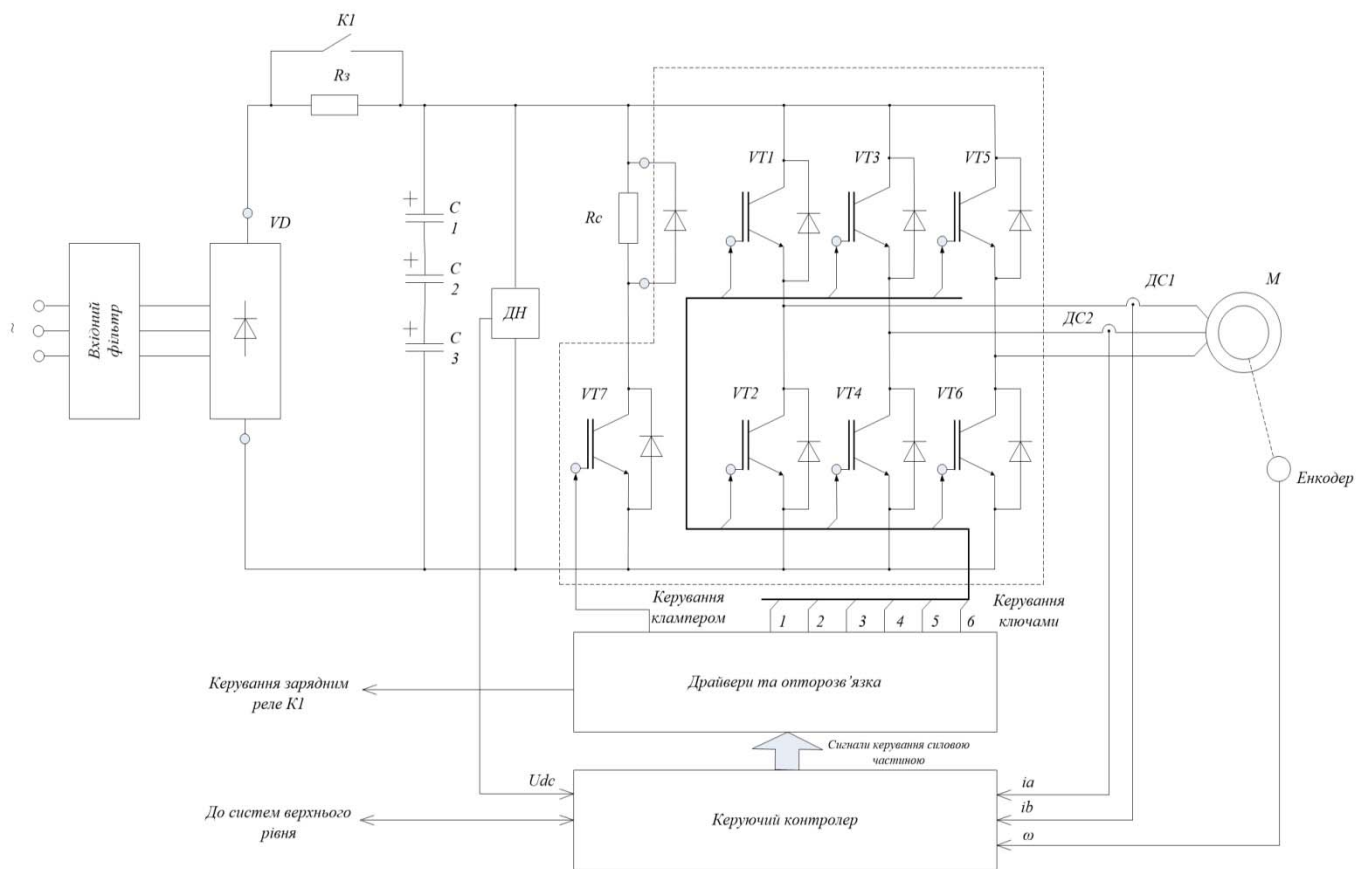 K1
Rз
VD
+
C
1
+
C
2
+
C
3
~
Вхідний
фільтр
ДН
Rc
VT1
VT3
VT5
ДС1
M
ДС2
VT7
VT2
VT4
VT6
Енкодер
Керування
клампером
1
2
3
4
5
6
Керування
ключами
Драйвери та опторозв’язка
Керування зарядним
реле K1
Сигнали керування силовою
частиною
Udc
До систем верхнього
рівня
Керуючий контролер
ia
ib
ω